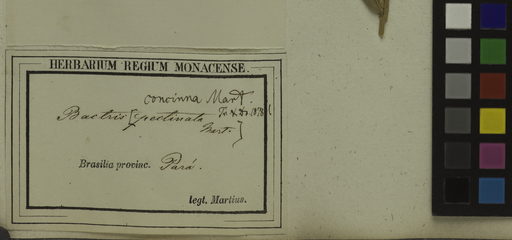 HERBARIUM REGIUM MONACENSE.
concinna Mart.
Bactris [pectinata
Mart.]
Brasilia provinc. Pará.
legt. Martius.